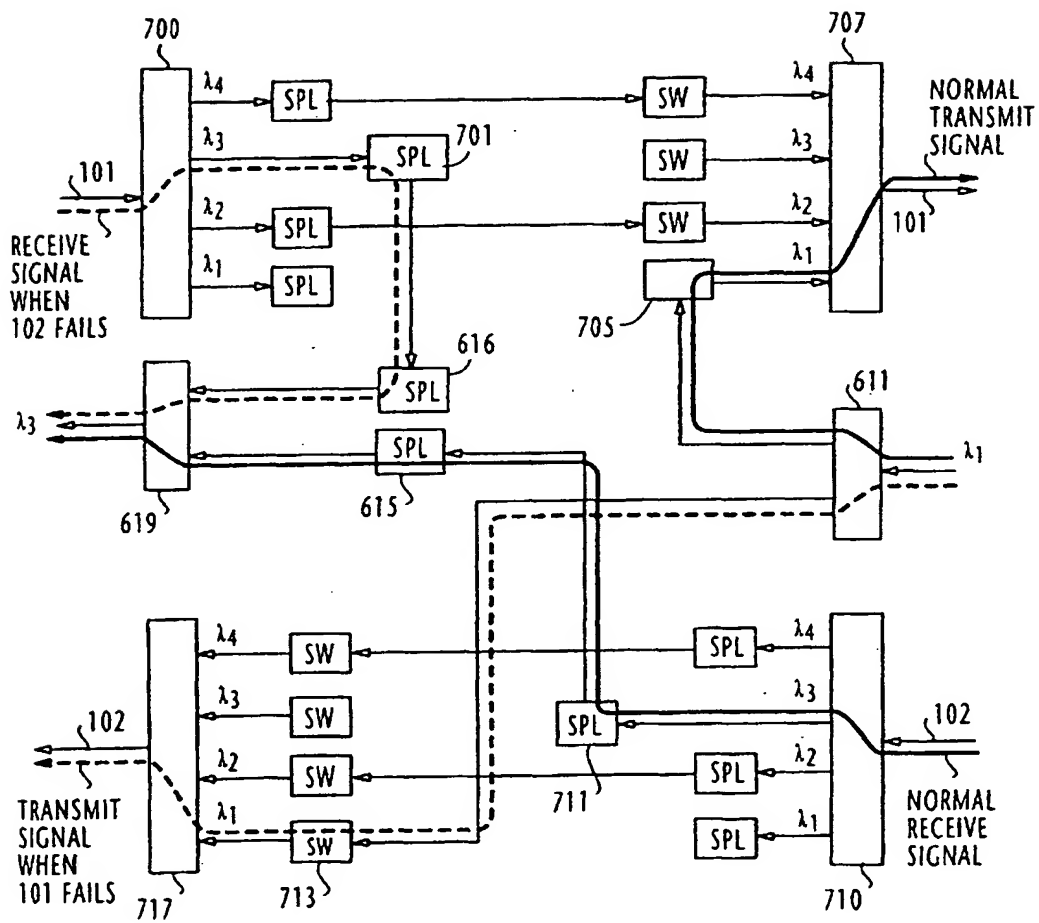 700
707
λ4
SPL
SW
λ4
NORMAL
TRANSMIT
SIGNAL
λ3
SPL
701
SW
λ3
101
λ2
SPL
SW
λ2
101
RECEIVE
SIGNAL
WHEN
102 FAILS
λ1
SPL
λ1
705
616
SPL
611
λ3
SPL
λ1
619
615
λ4
SW
SPL
λ4
λ3
SW
SPL
λ3
102
102
λ2
SW
711
SPL
λ2
TRANSMIT
SIGNAL
WHEN
101 FAILS
λ1
SW
SPL
λ1
NORMAL
RECEIVE
SIGNAL
717
713
710